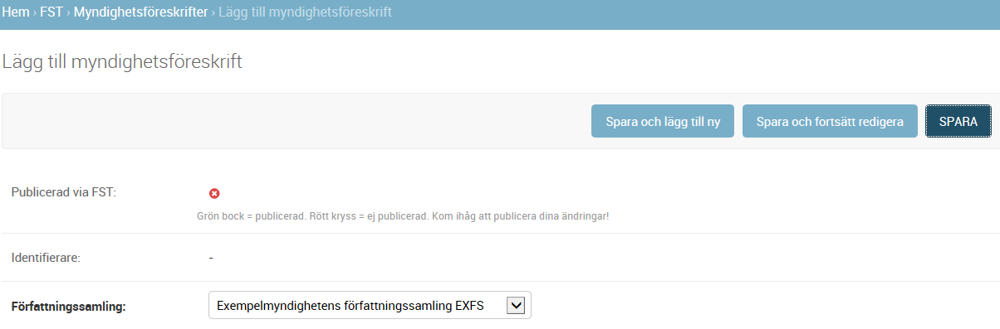 Hem › FST › Myndighetsföreskrifter › Lägg till myndighetsföreskrift
Lägg till myndighetsföreskrift
Spara och lägg till ny
Spara och fortsätt redigera
SPARA
Publicerad via FST:
Grön bock = publicerad. Rött kryss = ej publicerad. Kom ihåg att publicera dina ändringar!
Identifierare:
-
Författningssamling:
Exempelmyndighetens författningssamling EXFS